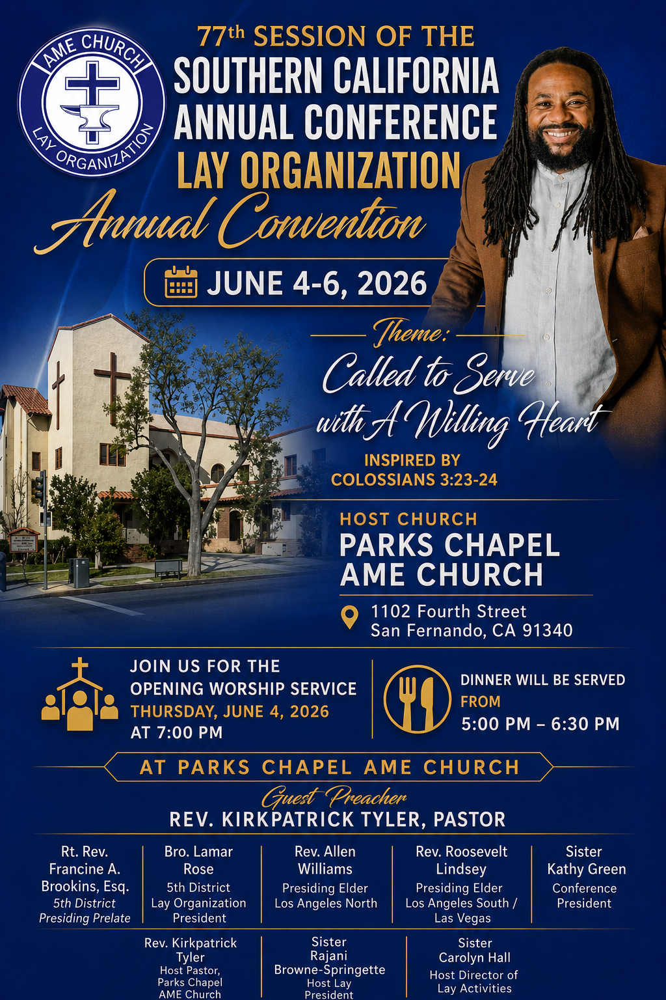 AME CHURCH
LAY ORGANIZATION
77th SESSION OF THE
SOUTHERN CALIFORNIA
ANNUAL CONFERENCE
LAY ORGANIZATION
Annual Convention
JUNE 4-6, 2026
Theme:
Called to Serve
with A Willing Heart
INSPIRED BY
COLOSSIANS 3:23-24
HOST CHURCH
PARKS CHAPEL
AME CHURCH
1102 Fourth Street
San Fernando, CA 91340
JOIN US FOR THE
OPENING WORSHIP SERVICE
THURSDAY, JUNE 4, 2026
AT 7:00 PM
DINNER WILL BE SERVED
FROM
5:00 PM – 6:30 PM
AT PARKS CHAPEL AME CHURCH
Guest Preacher
REV. KIRKPATRICK TYLER, PASTOR
Rt. Rev.
Francine A.
Brookins, Esq.
5th District
Presiding Prelate
Bro. Lamar
Rose
5th District
Lay Organization
President
Rev. Allen
Williams
Presiding Elder
Los Angeles North
Rev. Roosevelt
Lindsey
Presiding Elder
Los Angeles South /
Las Vegas
Sister
Kathy Green
Conference
President
Rev. Kirkpatrick
Tyler
Host Pastor,
Parks Chapel
AME Church
Sister
Rajani
Browne-Springette
Host Lay
President
Sister
Carolyn Hall
Host Director of
Lay Activities